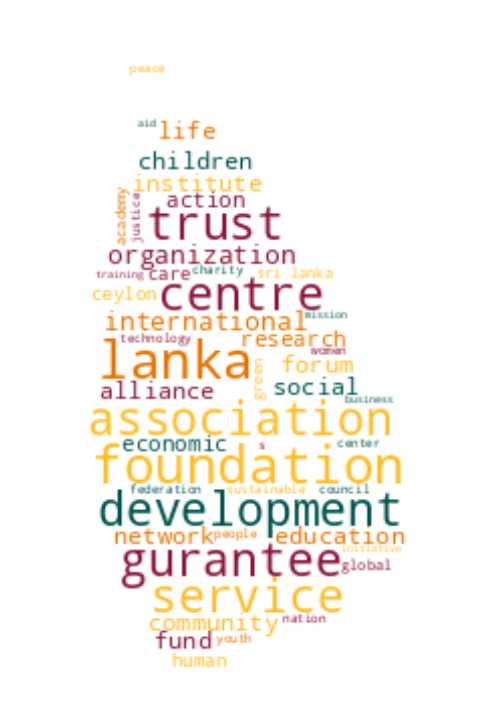 peace
aid life
children
institute
academy justice action
trust
organization
training care charity sri lanka
ceylon centre
international mission
technology research
women
lanka green forum
alliance social
business
association
economic s center
foundation
federation sustainable council
development
network people education
initiative
gurantee global
service
community nation
fund youth
human